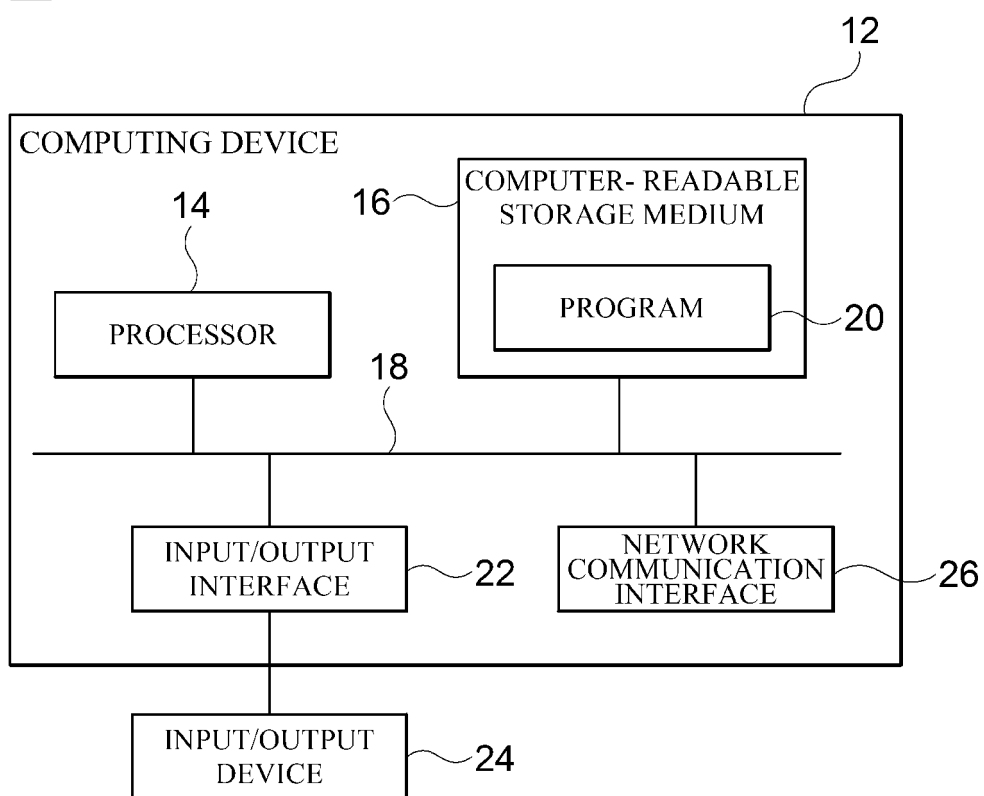 12
COMPUTING DEVICE
14
PROCESSOR
16
COMPUTER- READABLE
STORAGE MEDIUM
PROGRAM
20
18
INPUT/OUTPUT
INTERFACE
22
NETWORK
COMMUNICATION
INTERFACE
26
INPUT/OUTPUT
DEVICE
24